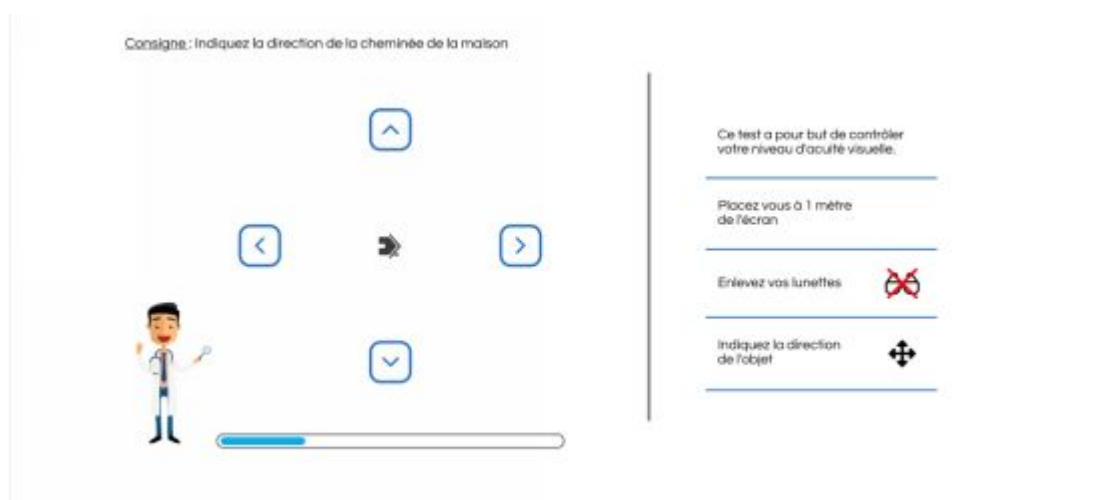 Consigne : Indiquez la direction de la cheminée de la maison
Ce test a pour but de contrôler
votre niveau d'acuité visuelle.
Placez vous à 1 mètre
de l'écran
Enlevez vos lunettes
Indiquez la direction
de l'objet